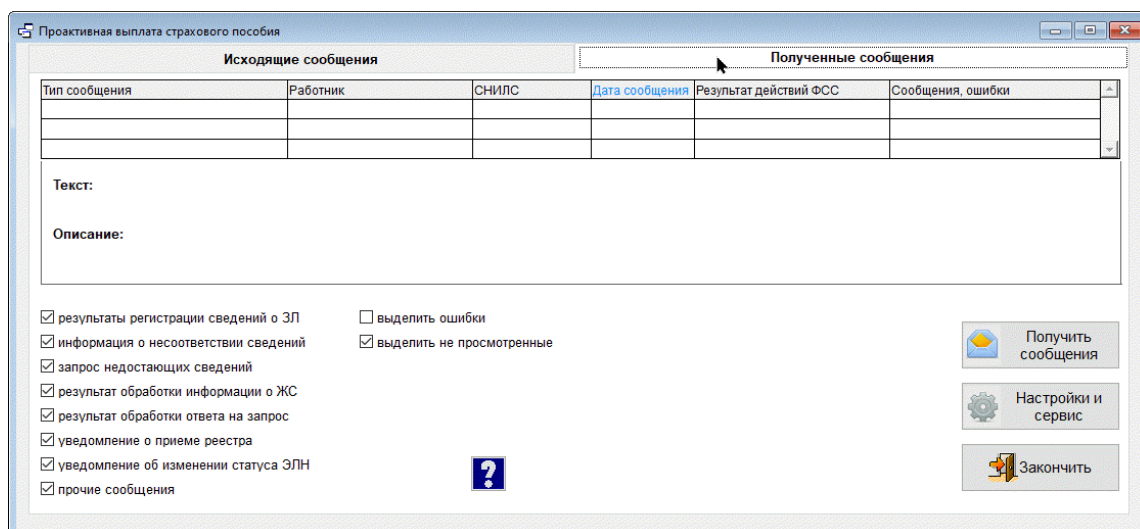 Проактивная выплата страхового пособия
Исходящие сообщения Полученные сообщения
Тип сообщения Работник СНИЛС Дата сообщения Результат действий ФСС Сообщения, ошибки
Текст:
Описание:
результаты регистрации сведений о ЗЛ выделить ошибки
информация о несоответствии сведений выделить не просмотренные
запрос недостающих сведений
результат обработки информации о ЖС
результат обработки ответа на запрос
уведомление о приеме реестра
уведомление об изменении статуса ЭЛН
прочие сообщения
?
Получить
сообщения
Настройки и
сервис
Закончить